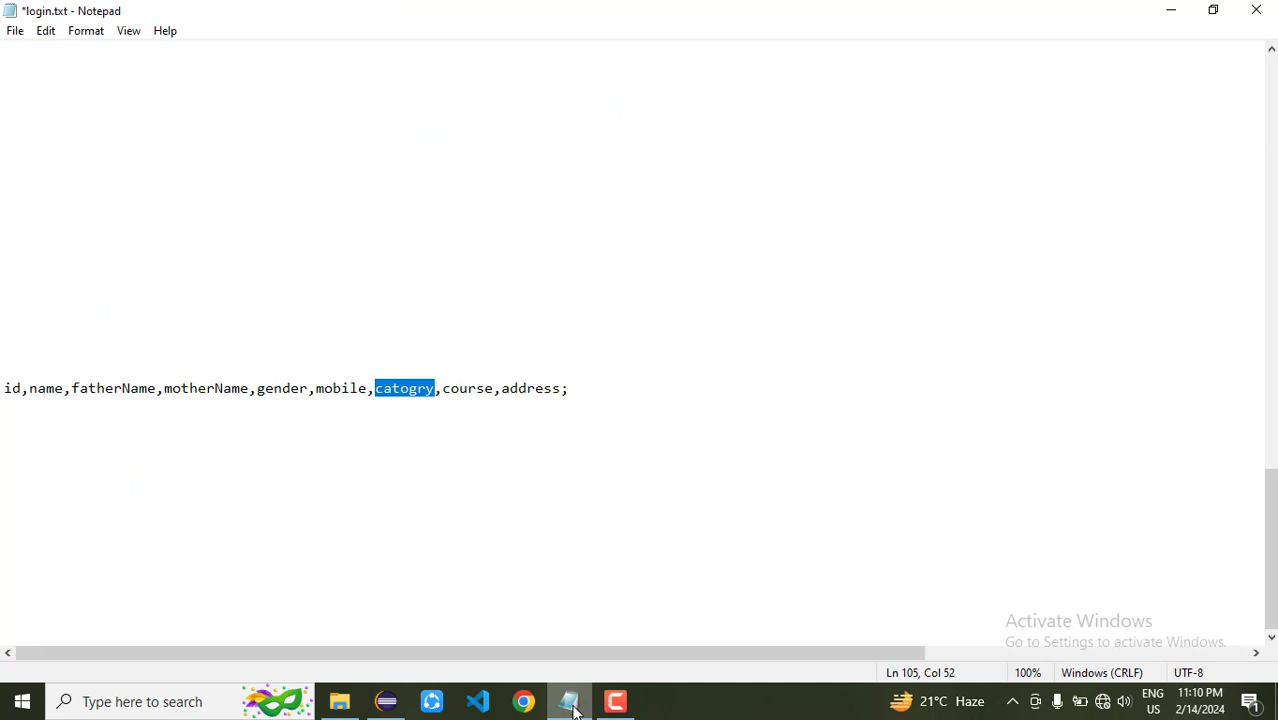 *login.txt - Notepad
File Edit Format View Help
id,name,fatherName,motherName,gender,mobile,catogry,course,address;
Activate Windows
Go to Settings to activate Windows.
Ln 105, Col 52 100% Windows (CRLF) UTF-8
Type here to search 21°C Haze ENG US 11:10 PM 2/14/2024 1